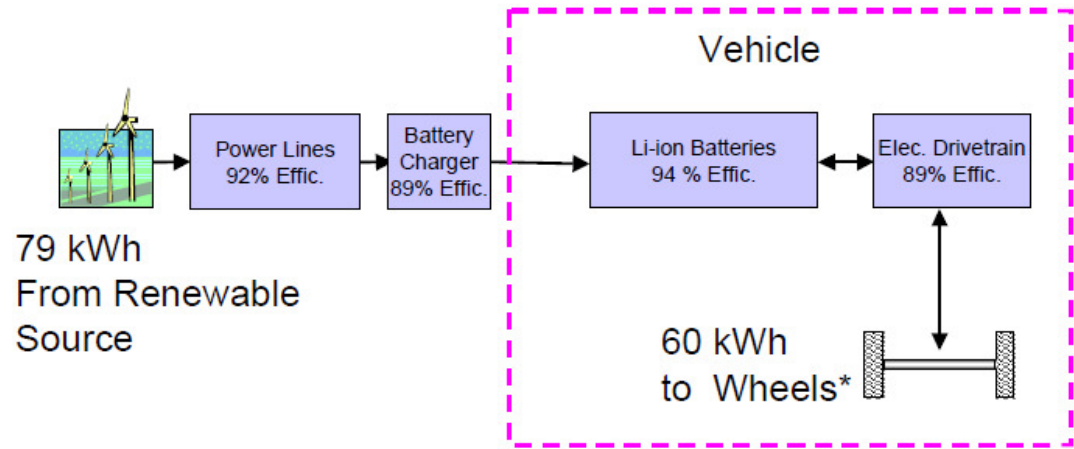 Vehicle
Power Lines
92% Effic.
Battery
Charger
89% Effic.
Li-ion Batteries
94 % Effic.
Elec. Drivetrain
89% Effic.
79 kWh
From Renewable
Source
60 kWh
to Wheels*